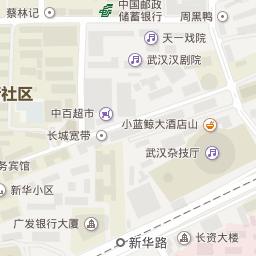 蔡林记
中国邮政
储蓄银行
周黑鸭
天一戏院
武汉汉剧院
社区
中百超市
小蓝鲸大酒店山
长城宽带
武汉杂技厅
务宾馆
新华小区
广发银行大厦
新华路
长资大楼